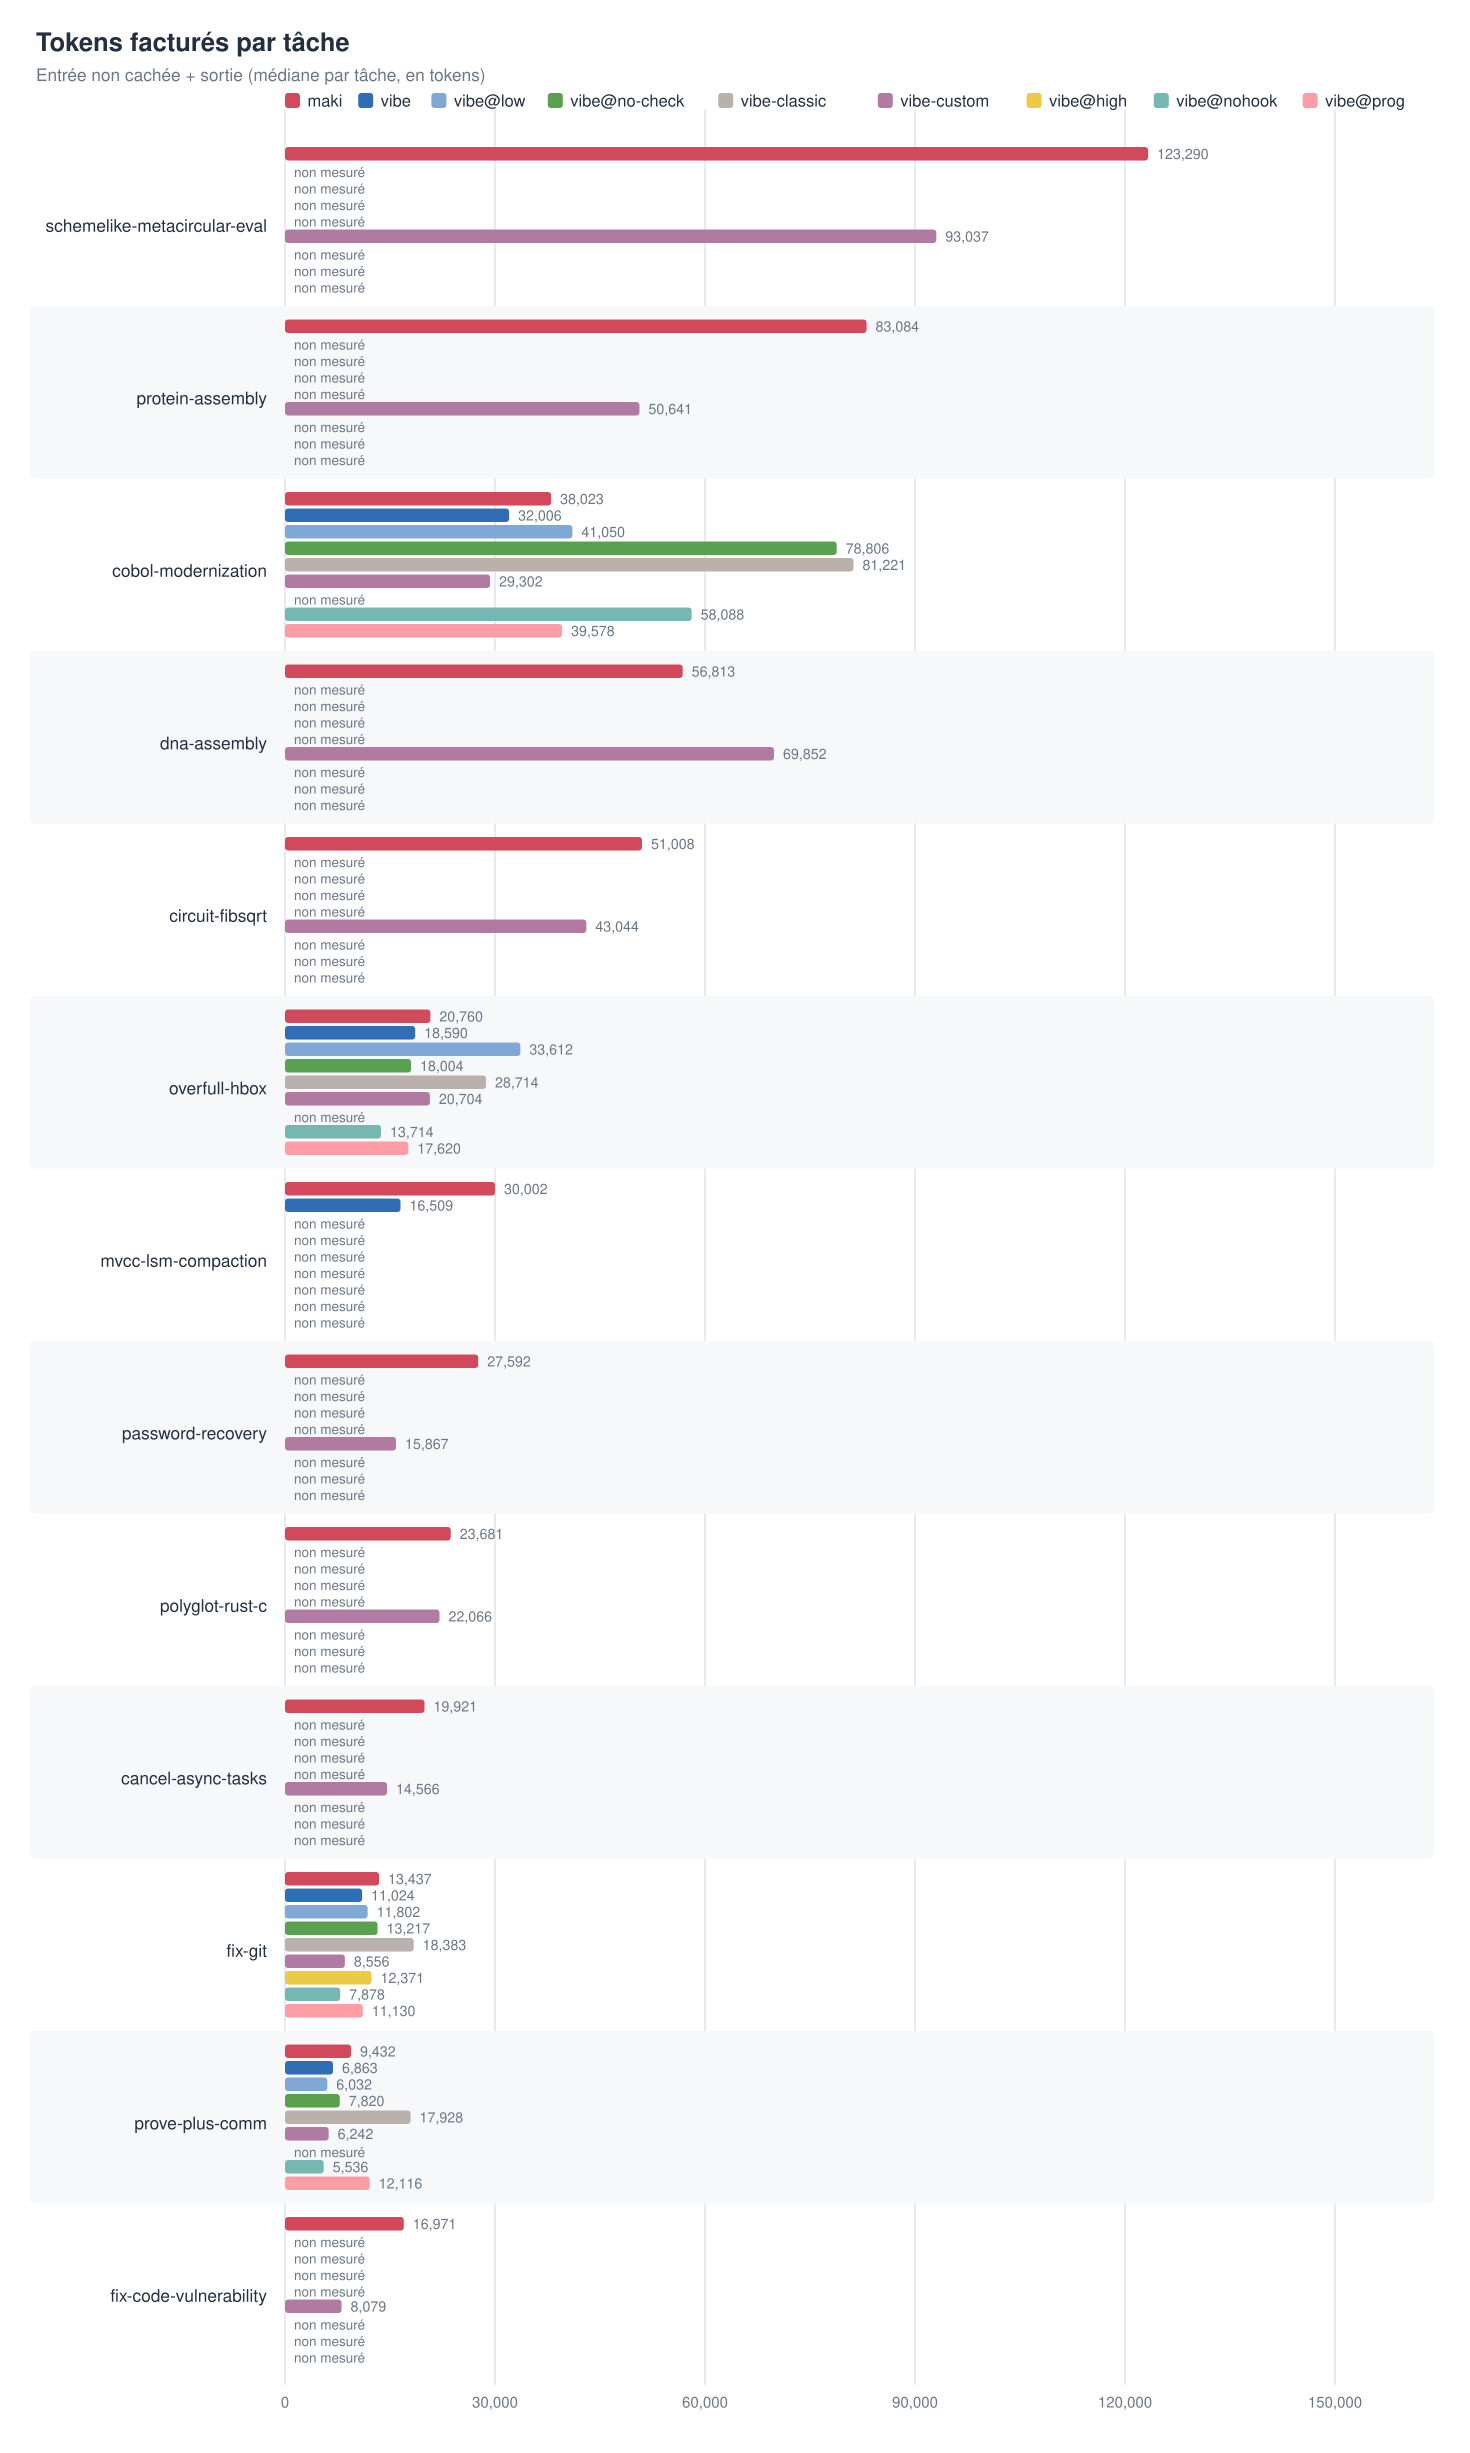 Tokens facturés par tâche
Entrée non cachée + sortie (médiane par tâche, en tokens)
maki vibe vibe@low vibe@no-check vibe-classic vibe-custom vibe@high vibe@nohook vibe@prog
schemelike-metacircular-eval
123,290
non mesuré
non mesuré
non mesuré
non mesuré
93,037
non mesuré
non mesuré
non mesuré
protein-assembly
83,084
non mesuré
non mesuré
non mesuré
non mesuré
50,641
non mesuré
non mesuré
non mesuré
cobol-modernization
38,023
32,006
41,050
78,806
81,221
29,302
non mesuré
58,088
39,578
dna-assembly
56,813
non mesuré
non mesuré
non mesuré
non mesuré
69,852
non mesuré
non mesuré
non mesuré
circuit-fibsqrt
51,008
non mesuré
non mesuré
non mesuré
non mesuré
43,044
non mesuré
non mesuré
non mesuré
overfull-hbox
20,760
18,590
33,612
18,004
28,714
20,704
non mesuré
13,714
17,620
mvcc-lsm-compaction
30,002
16,509
non mesuré
non mesuré
non mesuré
non mesuré
non mesuré
non mesuré
non mesuré
password-recovery
27,592
non mesuré
non mesuré
non mesuré
non mesuré
15,867
non mesuré
non mesuré
non mesuré
polyglot-rust-c
23,681
non mesuré
non mesuré
non mesuré
non mesuré
22,066
non mesuré
non mesuré
non mesuré
cancel-async-tasks
19,921
non mesuré
non mesuré
non mesuré
non mesuré
14,566
non mesuré
non mesuré
non mesuré
fix-git
13,437
11,024
11,802
13,217
18,383
8,556
12,371
7,878
11,130
prove-plus-comm
9,432
6,863
6,032
7,820
17,928
6,242
non mesuré
5,536
12,116
fix-code-vulnerability
16,971
non mesuré
non mesuré
non mesuré
non mesuré
8,079
non mesuré
non mesuré
non mesuré
0 30,000 60,000 90,000 120,000 150,000